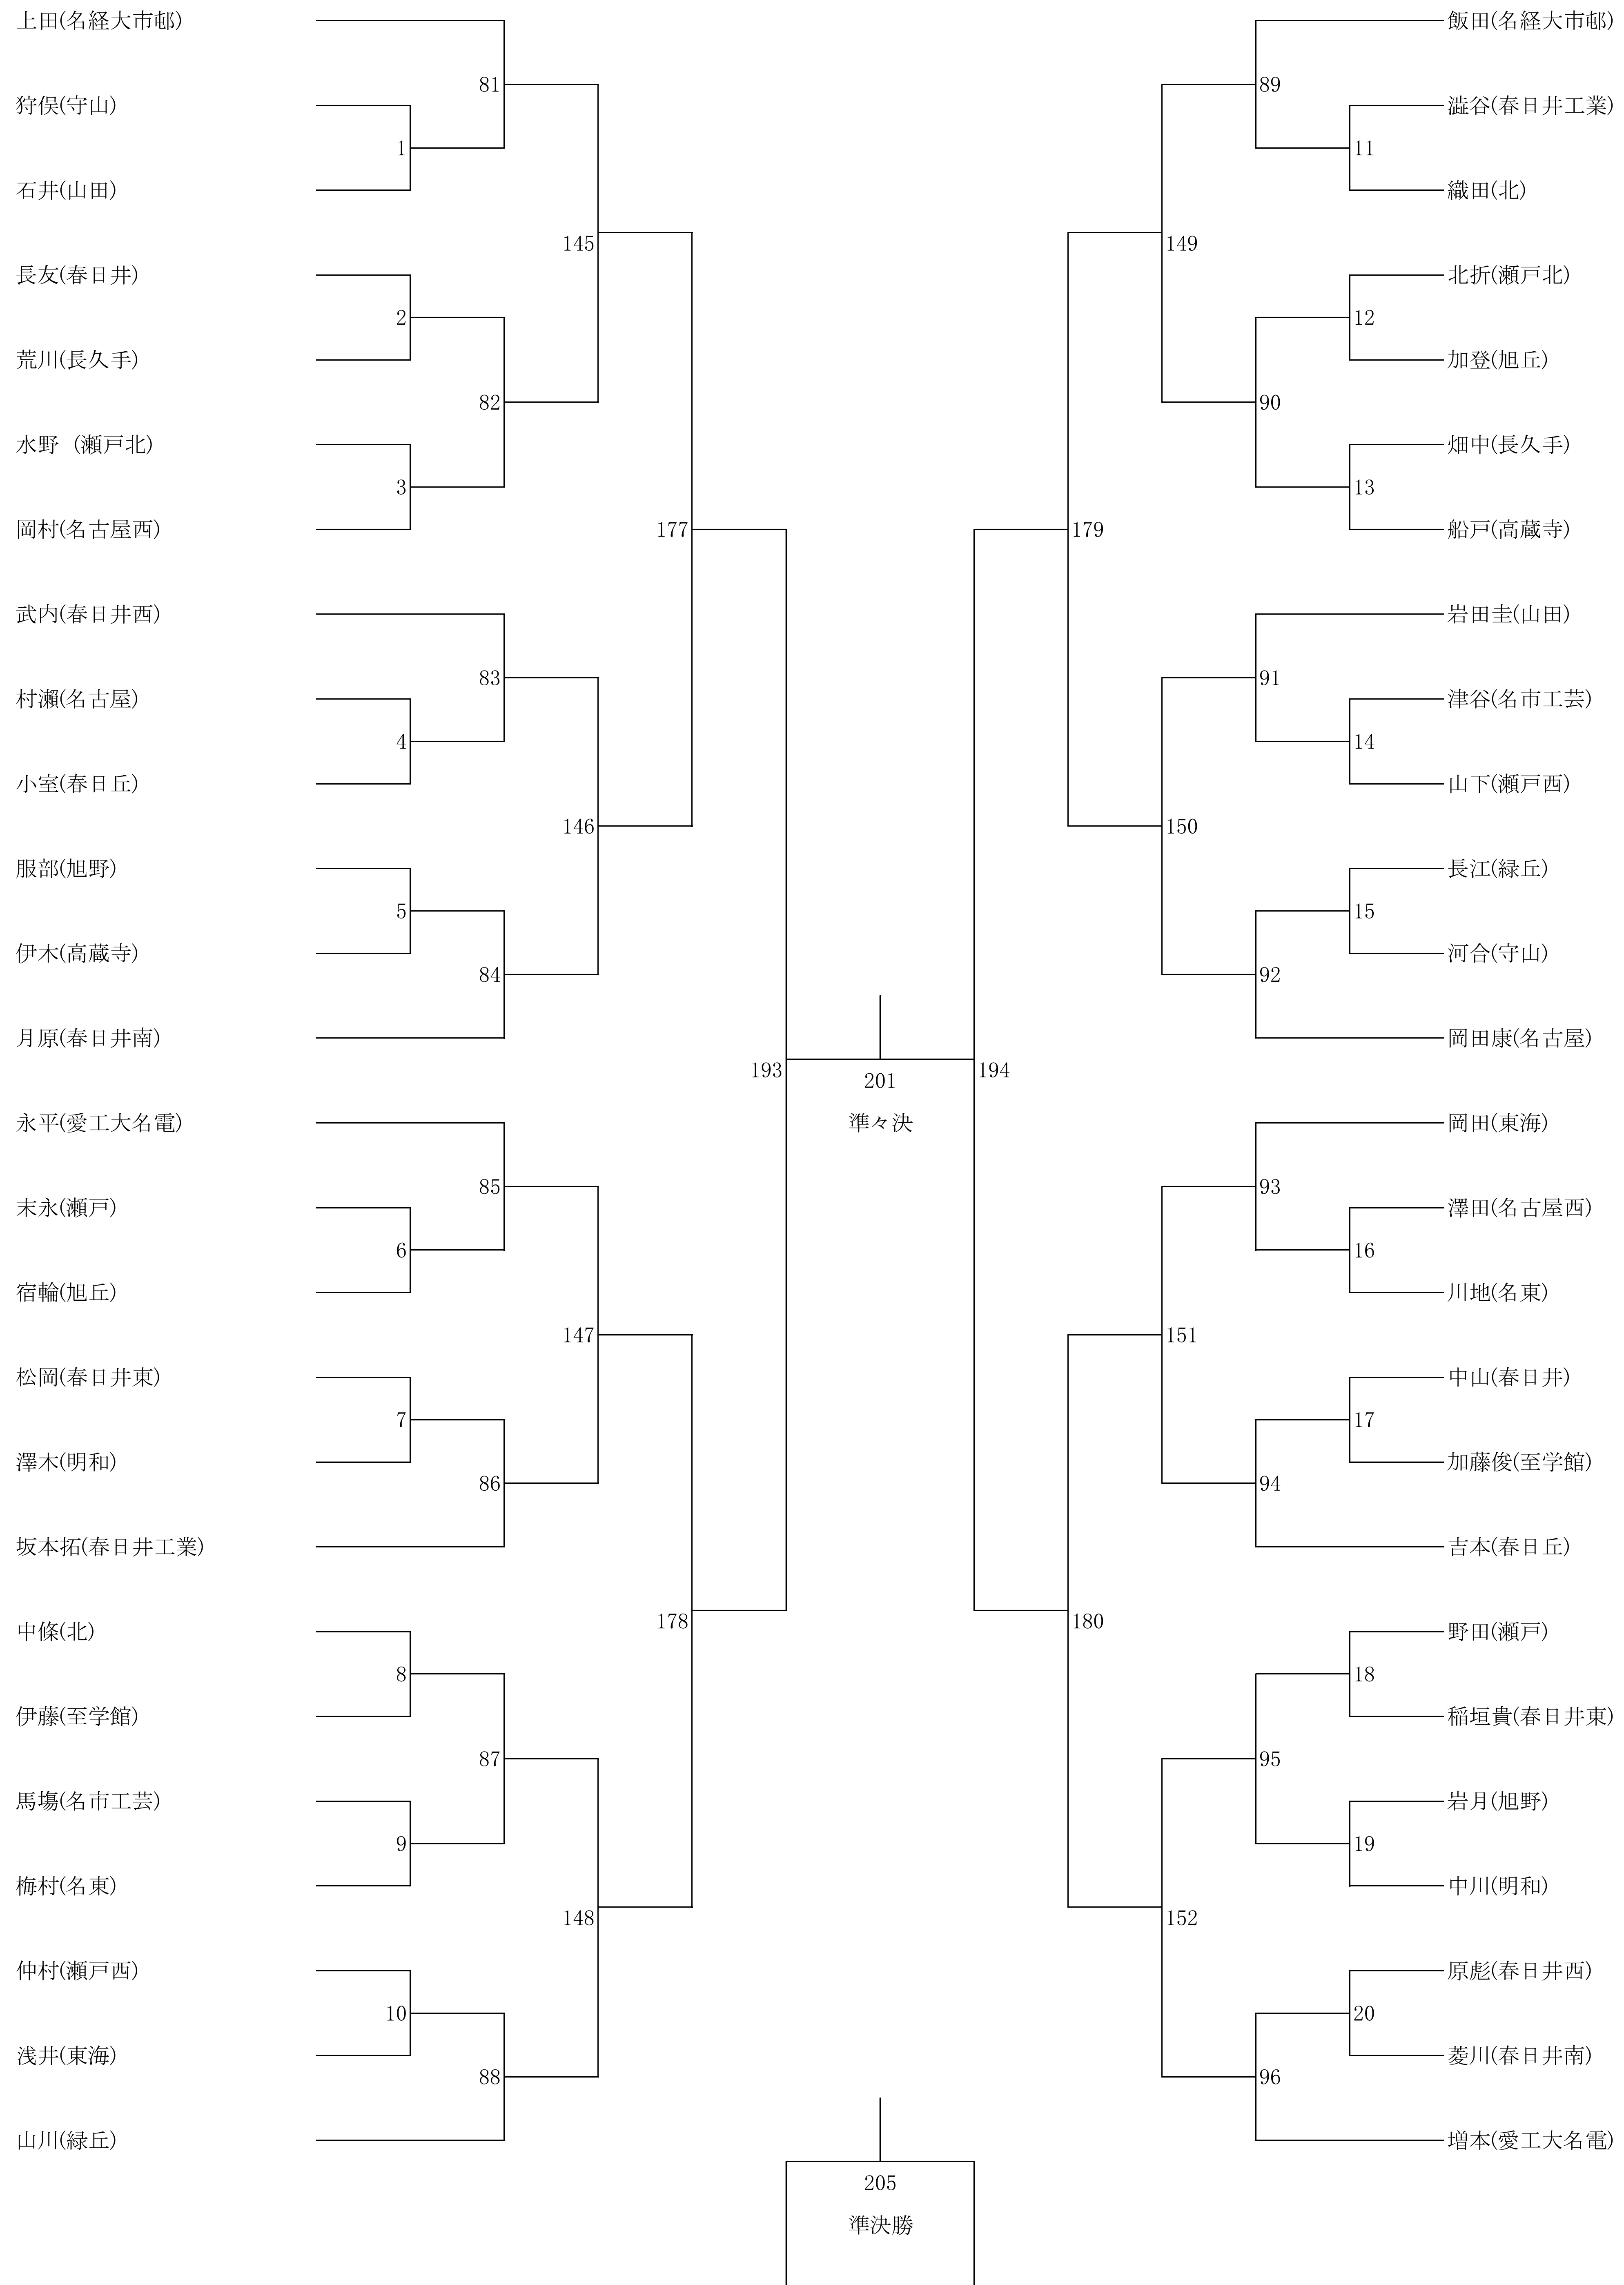 上田(名経大市邨)
狩俣(守山)
石井(山田)
長友(春日井)
荒川(長久手)
水野 (瀬戸北)
岡村(名古屋西)
武内(春日井西)
村瀬(名古屋)
小室(春日丘)
服部(旭野)
伊木(高蔵寺)
月原(春日井南)
永平(愛工大名電)
末永(瀬戸)
宿輪(旭丘)
松岡(春日井東)
澤木(明和)
坂本拓(春日井工業)
中條(北)
伊藤(至学館)
馬塲(名市工芸)
梅村(名東)
仲村(瀬戸西)
浅井(東海)
山川(緑丘)
1
2
3
4
5
6
7
8
9
10
81
82
83
84
85
86
87
88
145
146
147
148
177
178
193
201
準々決
205
準決勝
194
179
180
149
150
151
152
89
90
91
92
93
94
95
96
11
12
13
14
15
16
17
18
19
20
飯田(名経大市邨)
澁谷(春日井工業)
織田(北)
北折(瀬戸北)
加登(旭丘)
畑中(長久手)
船戸(高蔵寺)
岩田圭(山田)
津谷(名市工芸)
山下(瀬戸西)
長江(緑丘)
河合(守山)
岡田康(名古屋)
岡田(東海)
澤田(名古屋西)
川地(名東)
中山(春日井)
加藤俊(至学館)
吉本(春日丘)
野田(瀬戸)
稲垣貴(春日井東)
岩月(旭野)
中川(明和)
原彪(春日井西)
菱川(春日井南)
増本(愛工大名電)